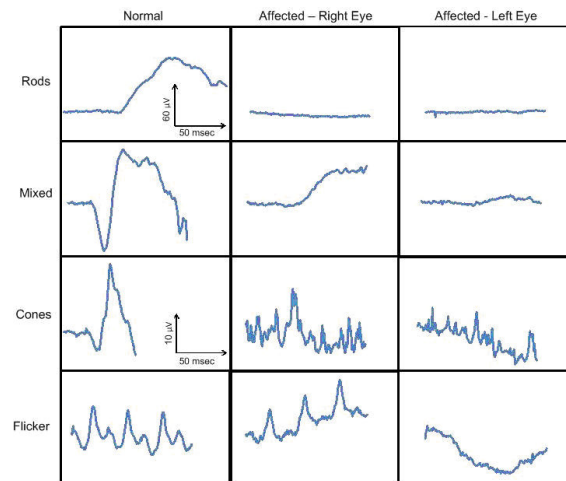 Normal
Affected – Right Eye
Affected - Left Eye
Rods
60 μV
50 msec
Mixed
Cones
10 μV
50 msec
Flicker